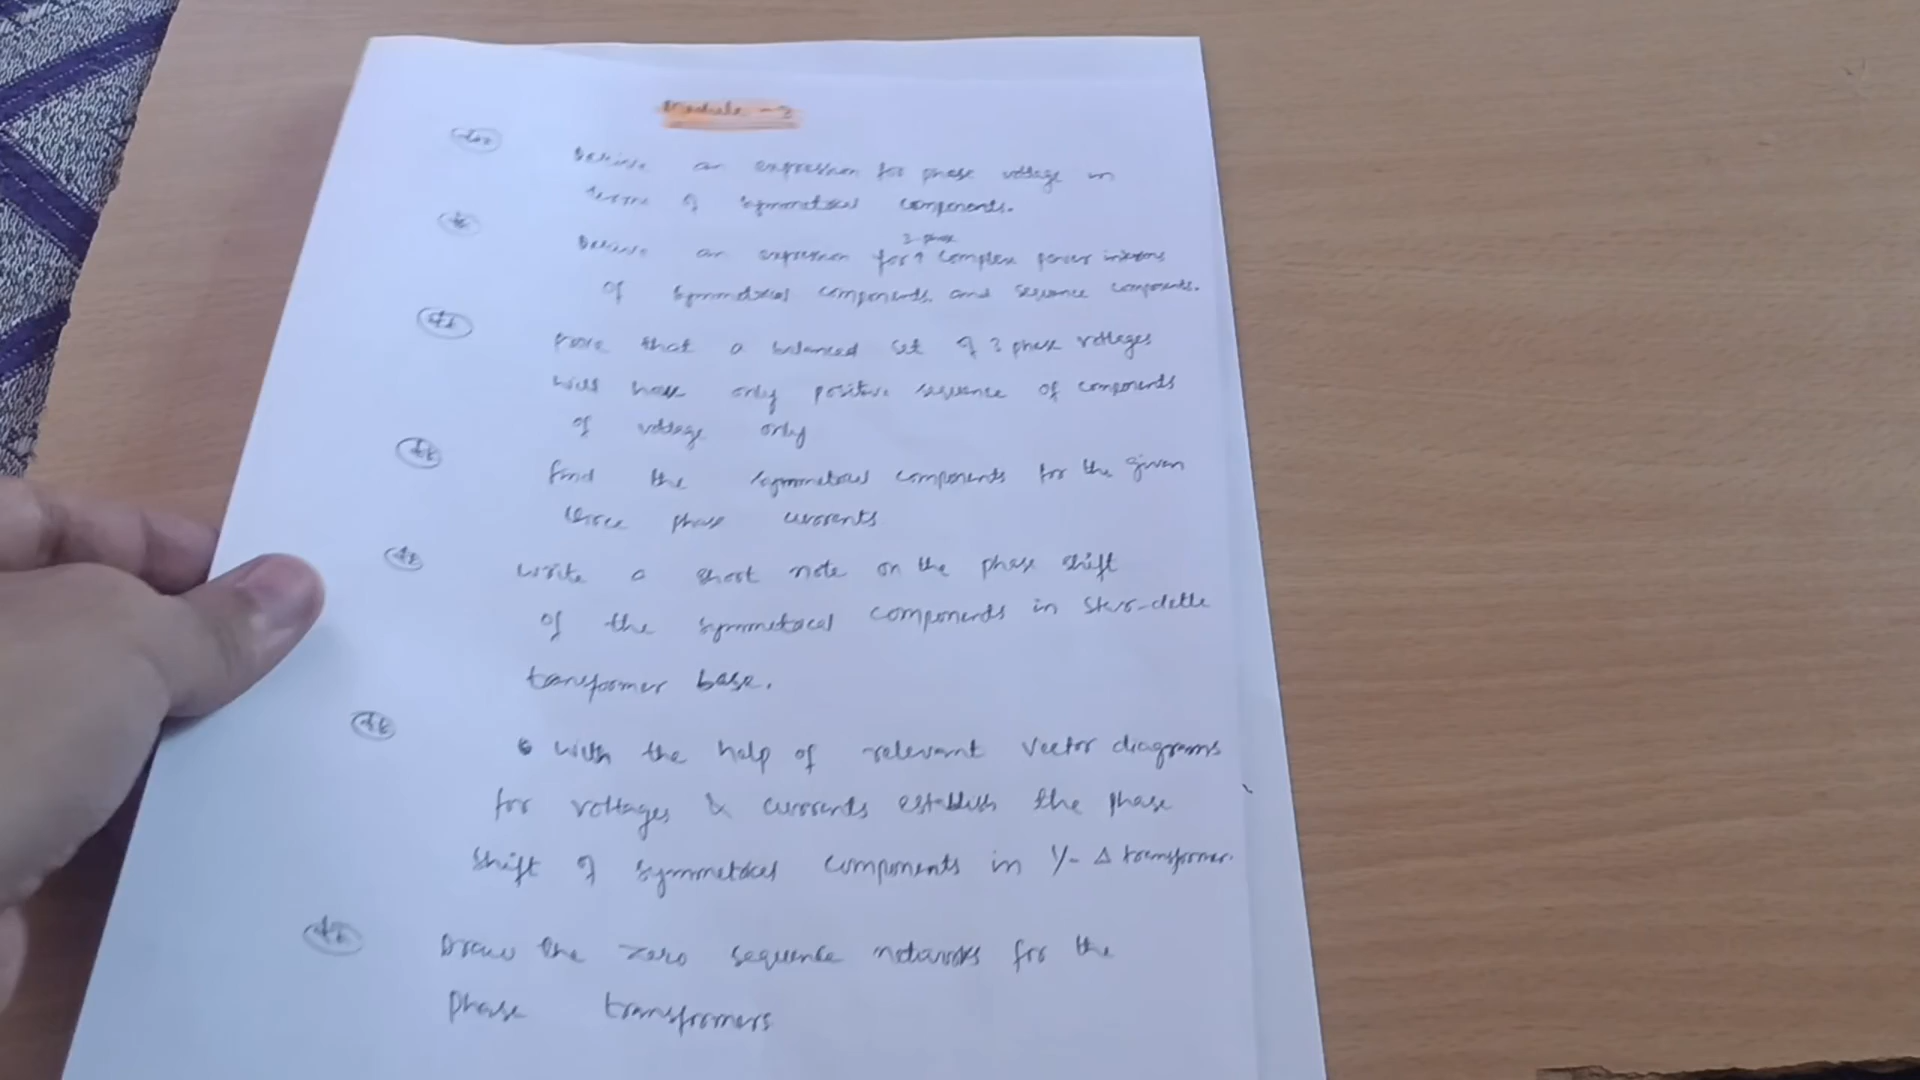 Module -3
Derive an expression for phase voltage in
terms of symmetrical components.
3-phase
Derive an expression for complex power interms
of symmetrical components and sequence components.
prove that a balanced set of 3 phase voltages
will have only positive sequence of components
of voltage only
find the symmetrical components for the given
three phase currents
write a short note on the phase shift
of the symmetrical components in star-delta
transformer base.
with the help of relevant vector diagrams
for voltages & currents establish the phase
shift of symmetrical components in Y- Δ transformer.
Draw the zero sequence networks for the
phase transformers